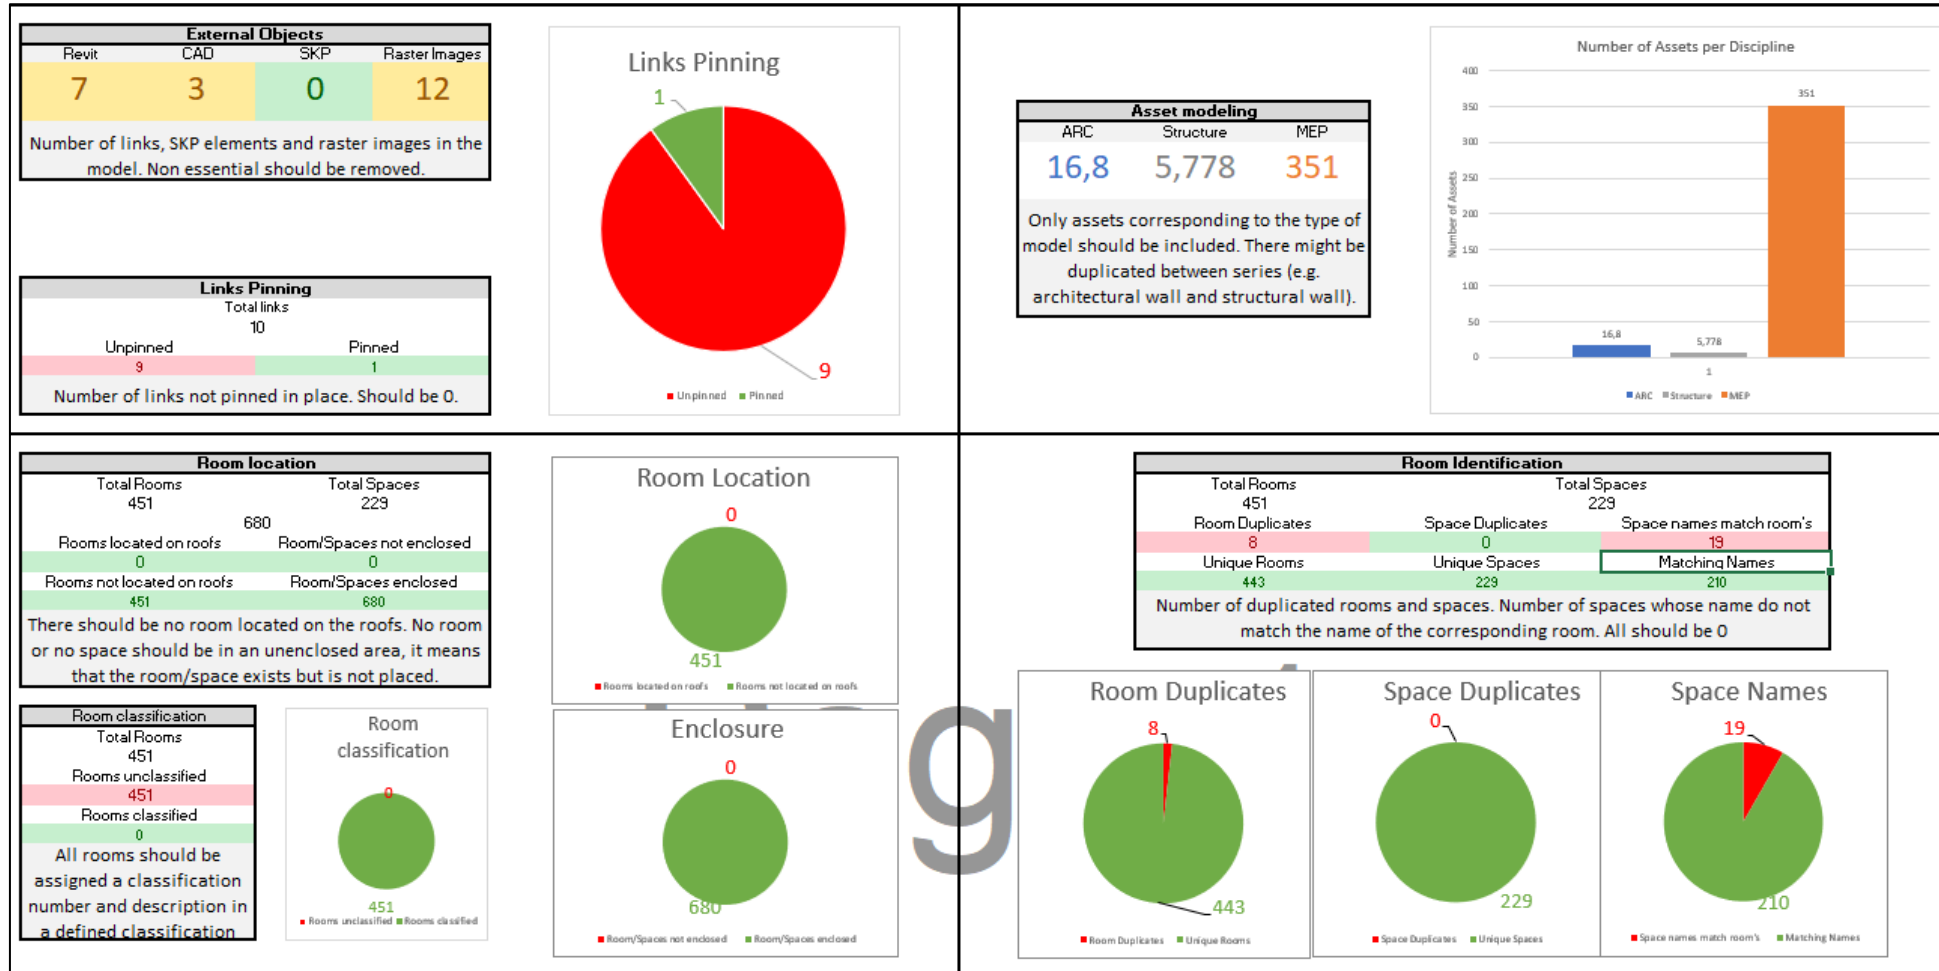 External Objects
Revit CAD SKP Raster Images
7 3 0 12
Number of links, SKP elements and raster images in the
model. Non essential should be removed.
Links Pinning
Total links
10
Unpinned Pinned
9 1
Number of links not pinned in place. Should be 0.
Links Pinning
1
9
Unpinned Pinned
Asset modeling
ARC Structure MEP
16,8 5,778 351
Only assets corresponding to the type of
model should be included. There might be
duplicated between series (e.g.
architectural wall and structural wall).
Number of Assets per Discipline
Number of Assets
400
350
300
250
200
150
100
50
0
16,8
5,778
351
1
ARC Structure MEP
Room location
Total Rooms Total Spaces
451 229
680
Rooms located on roofs Room/Spaces not enclosed
0 0
Rooms not located on roofs Room/Spaces enclosed
451 680
There should be no room located on the roofs. No room
or no space should be in an unenclosed area, it means
that the room/space exists but is not placed.
Room classification
Total Rooms
451
Rooms unclassified
451
Rooms classified
0
All rooms should be
assigned a classification
number and description in
a defined classification
Room
classification
0
451
Rooms unclassified Rooms classified
Room Location
0
451
Rooms located on roofs Rooms not located on roofs
Enclosure
0
680
Room/Spaces not enclosed Room/Spaces enclosed
Room Identification
Total Rooms Total Spaces
451 229
Room Duplicates Space Duplicates Space names match room's
8 0 19
Unique Rooms Unique Spaces Matching Names
443 229 210
Number of duplicated rooms and spaces. Number of spaces whose name do not
match the name of the corresponding room. All should be 0
Room Duplicates
8
443
Room Duplicates Unique Rooms
Space Duplicates
0
229
Space Duplicates Unique Spaces
Space Names
19
210
Space names match room's Matching Names